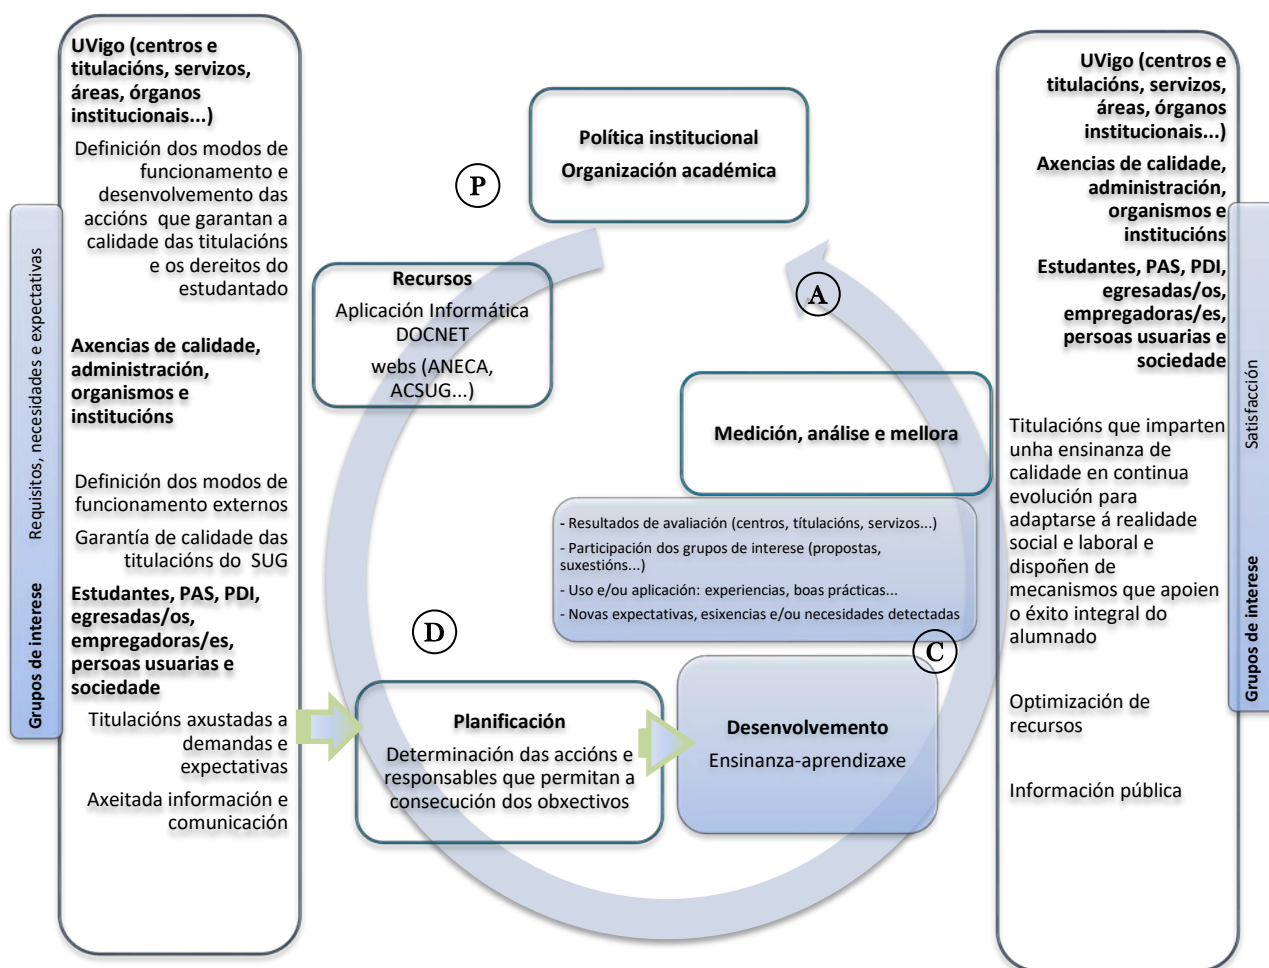 Grupos de interese
Requisitos, necesidades e expectativas
UVigo (centros e
titulacións, servizos,
áreas, órganos
institucionais...)
Definición dos modos de
funcionamento e
desenvolvemento das
accións que garantan a
calidade das titulacións
e os dereitos do
estudantado
Axencias de calidade,
administración,
organismos e
institucións
Definición dos modos de
funcionamento externos
Garantía de calidade das
titulacións do SUG
Estudantes, PAS, PDI,
egresadas/os,
empregadoras/es,
persoas usuarias e
sociedade
Titulacións axustadas a
demandas e
expectativas
Axeitada información e
comunicación
Política institucional
Organización académica
P
Recursos
Aplicación Informática
DOCNET
webs (ANECA,
ACSUG...)
A
Medición, análise e mellora
- Resultados de avaliación (centros, títulacións, servizos...)
- Participación dos grupos de interese (propostas,
suxestións...)
- Uso e/ou aplicación: experiencias, boas prácticas...
- Novas expectativas, esixencias e/ou necesidades detectadas
D
C
Planificación
Determinación das accións e
responsables que permitan a
consecución dos obxectivos
Desenvolvemento
Ensinanza-aprendizaxe
UVigo (centros e
titulacións, servizos,
áreas, órganos
institucionais...)
Axencias de calidade,
administración,
organismos e
institucións
Estudantes, PAS, PDI,
egresadas/os,
empregadoras/es,
persoas usuarias e
sociedade
Titulacións que imparten
unha ensinanza de
calidade en continua
evolución para
adaptarse á realidade
social e laboral e
dispoñen de
mecanismos que apoien
o éxito integral do
alumnado
Optimización de
recursos
Información pública
Grupos de interese
Satisfacción